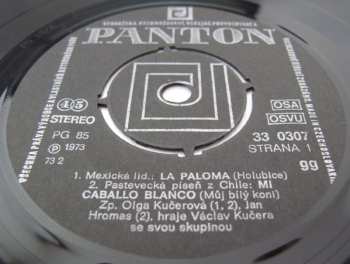 PANTON
45
STEREO
PG 85
Ⓟ 1973
73 2
OSA
OSVU
33 0307
STRANA 1
99
1. Mexická lid.: LA PALOMA (Holubice)
2. Pastevecká píseň z Chile: MI
CABALLO BLANCO (Můj bílý koni)
Zp. Olga Kučerová (1, 2), Jan
Hromas (2), hraje Václav Kučera
se svou skupinou